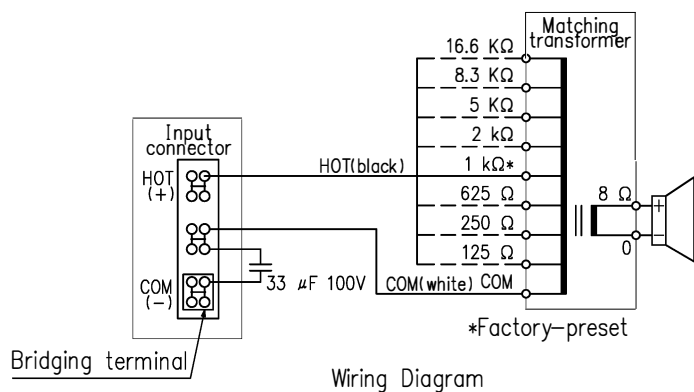 Matching
transformer
16.6 KΩ
8.3 KΩ
5 KΩ
2 kΩ
HOT(black)
1 kΩ*
625 Ω
250 Ω
125 Ω
COM(white)
COM
8 Ω
+
−
0
*Factory-preset
Input
connector
HOT
(+)
COM
(−)
33 μF 100V
Bridging terminal
Wiring Diagram